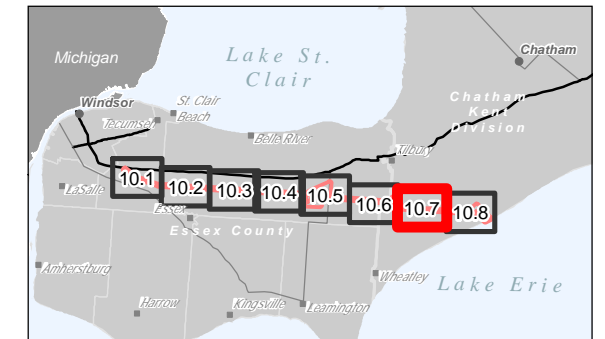 Michigan
Lake St.
Clair
Chatham
Windsor
St. Clair
Beach
Tecumseh
Belle River
Chatham
Kent
Division
Tilbury
LaSalle
10.1
10.2
10.3
10.4
10.5
10.6
10.7
10.8
Essex
Essex County
Amherstburg
Harrow
Kingsville
Leamington
Wheatley
Lake Erie